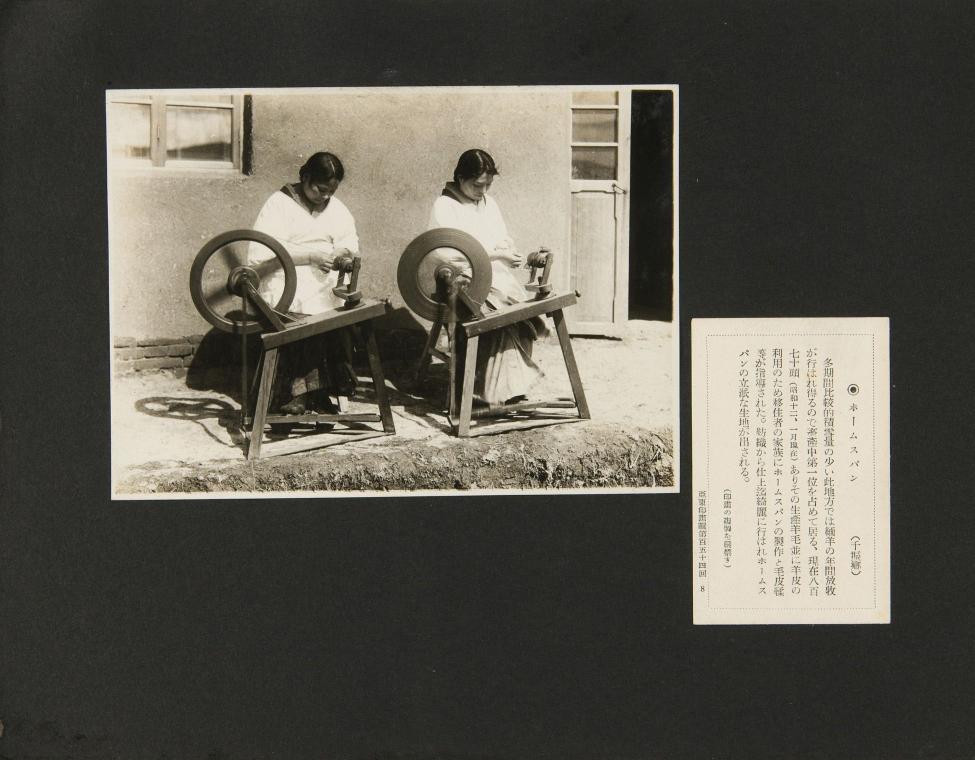 ◉ ホームスパン (千振鄕)
冬期間比較的積雪量の少い此地方では緬羊の年間放牧
が行はれ得るので畜産中第一位を占めて居る、現在八百
七十頭(昭和十二、一月現在)ありその生産羊毛並に羊皮の
利用のため移住者の家族にホームスパンの製作と毛皮鞣
等が指導された。紡織から仕上迄綺麗に行はれホームス
パンの立派な生地が出される。
(印畫の複製を嚴禁す)
亞東印畫輯第百五十四回 8